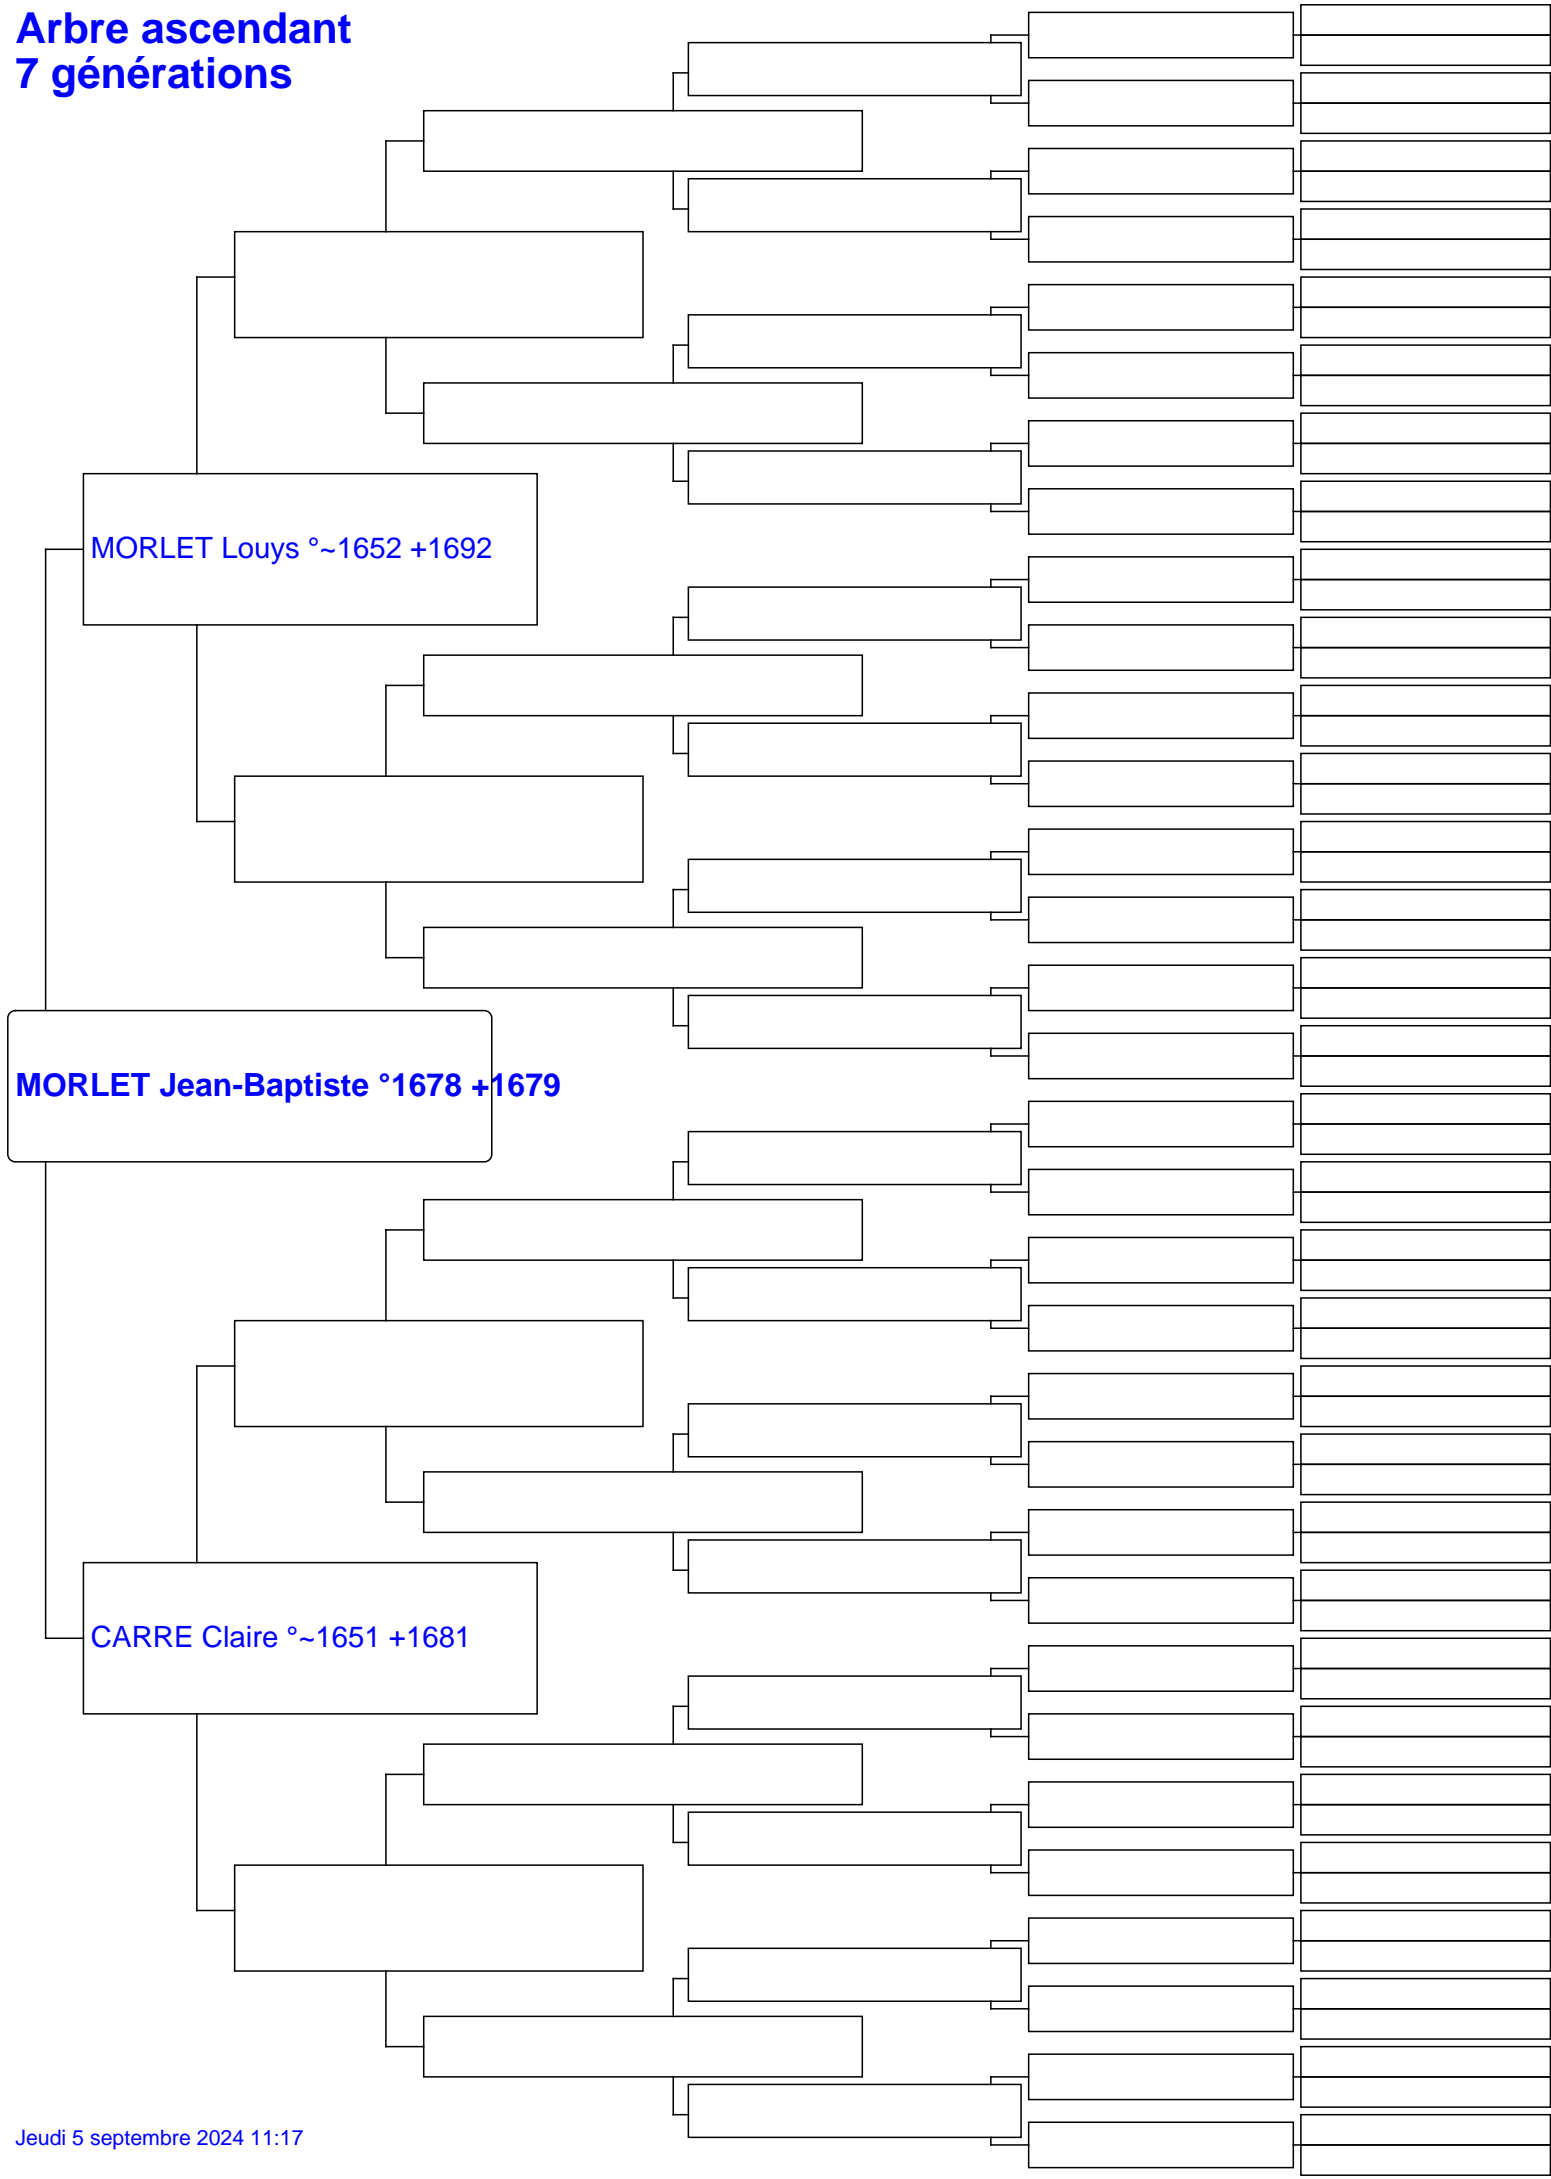 Arbre ascendant
7 générations
MORLET Louys °~1652 +1692
MORLET Jean-Baptiste °1678 +1679
CARRE Claire °~1651 +1681
Jeudi 5 septembre 2024 11:17